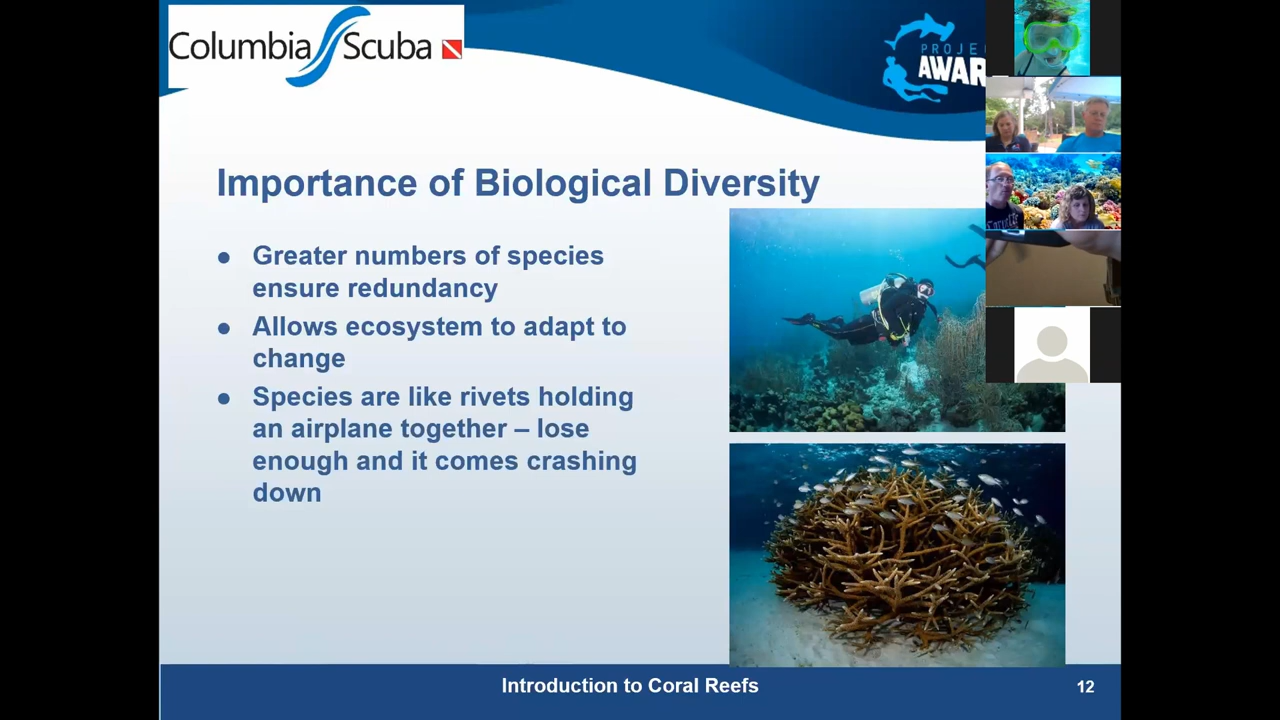 Columbia Scuba
PROJE
AWAR
Importance of Biological Diversity
● Greater numbers of species
ensure redundancy
● Allows ecosystem to adapt to
change
● Species are like rivets holding
an airplane together – lose
enough and it comes crashing
down
Introduction to Coral Reefs
12